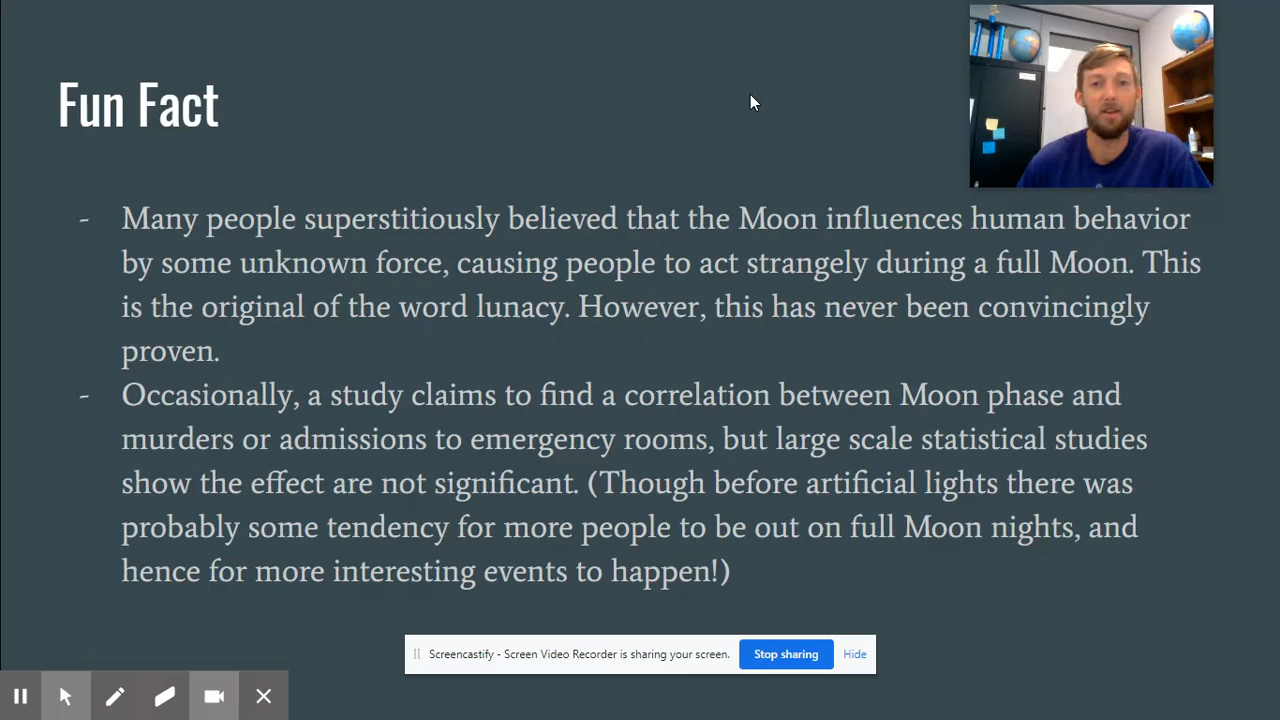 Fun Fact
- Many people superstitiously believed that the Moon influences human behavior
by some unknown force, causing people to act strangely during a full Moon. This
is the original of the word lunacy. However, this has never been convincingly
proven.
- Occasionally, a study claims to find a correlation between Moon phase and
murders or admissions to emergency rooms, but large scale statistical studies
show the effect are not significant. (Though before artificial lights there was
probably some tendency for more people to be out on full Moon nights, and
hence for more interesting events to happen!)
Screencastify - Screen Video Recorder is sharing your screen. Stop sharing Hide